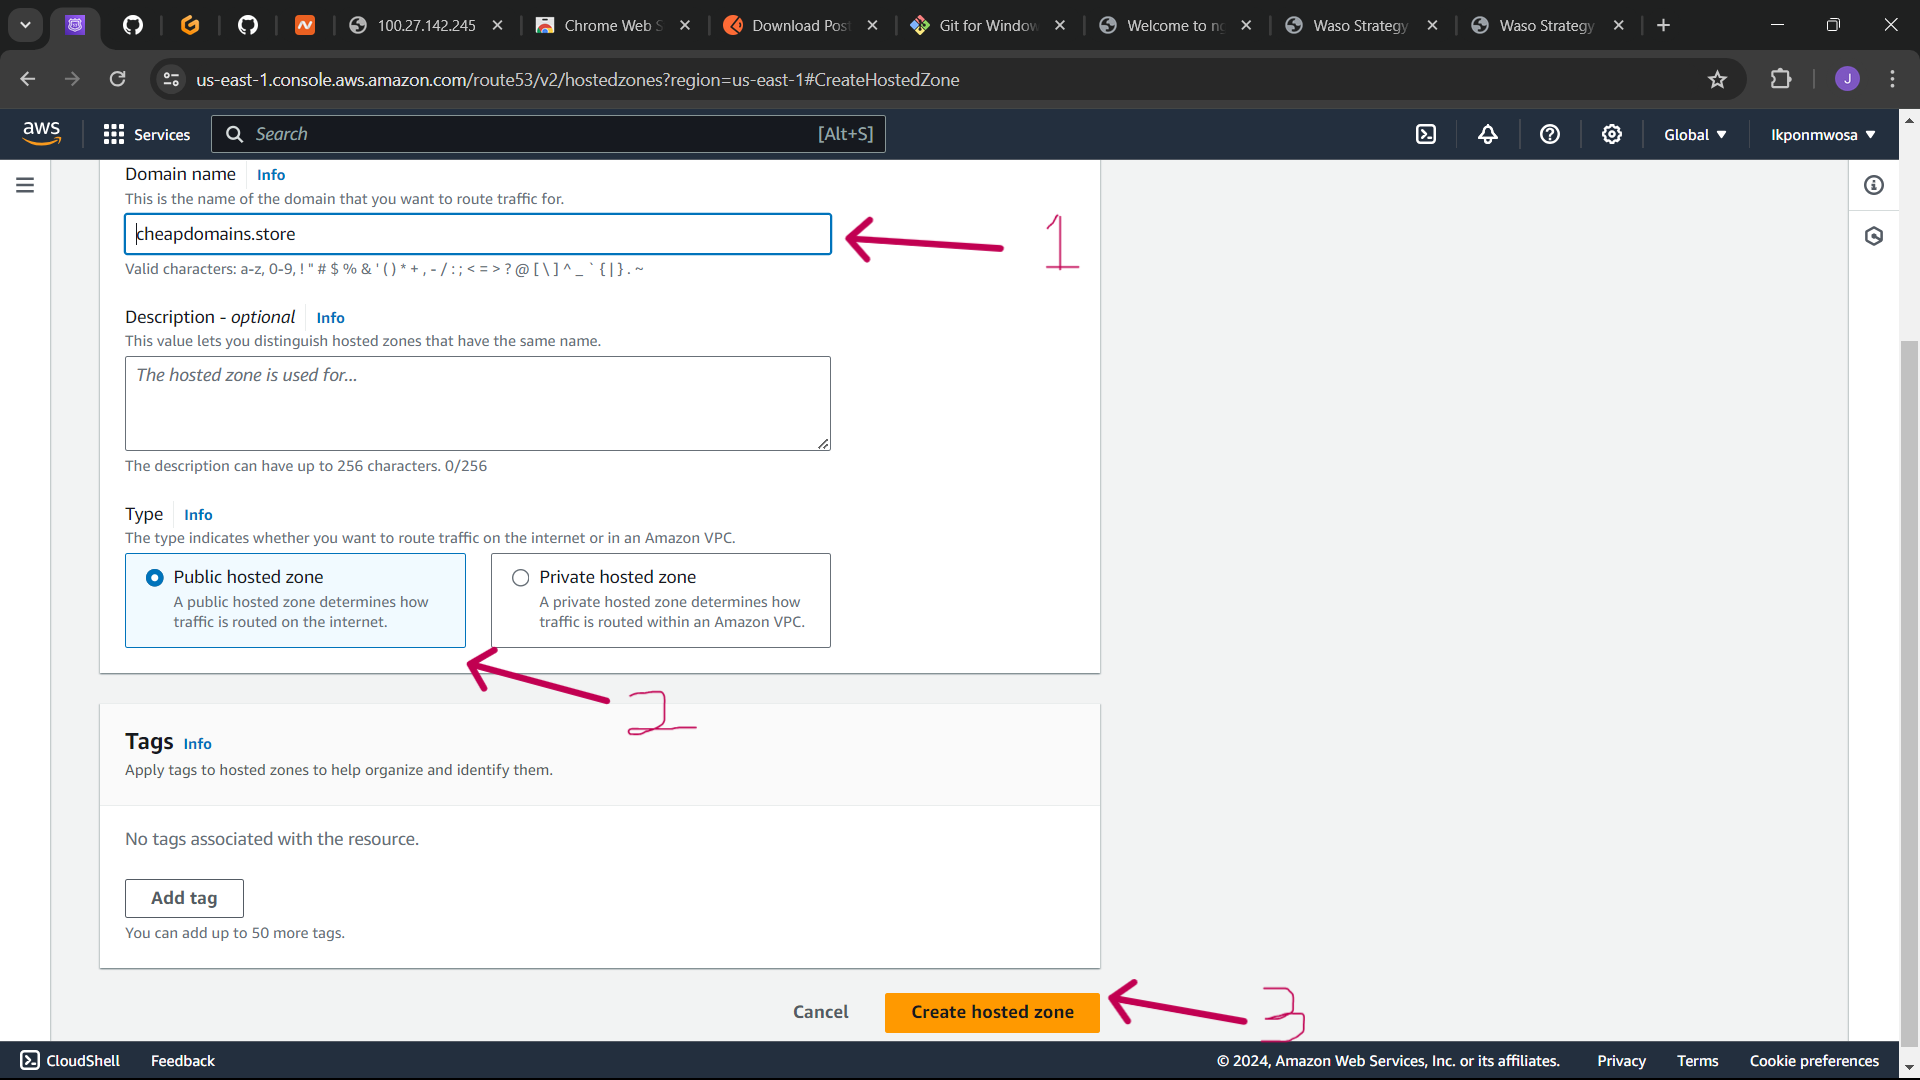 100.27.142.245
Chrome Web S
Download Post
Git for Window
Welcome to ng
Waso Strategy
Waso Strategy
us-east-1.console.aws.amazon.com/route53/v2/hostedzones?region=us-east-1#CreateHostedZone
J
aws
Services
Search
[Alt+S]
Global
Ikponmwosa
Domain name
Info
This is the name of the domain that you want to route traffic for.
cheapdomains.store
1
Valid characters: a-z, 0-9, ! " # $ % & ' ( ) * + , - / : ; < = > ? @ [ \ ] ^ _ ` { | } . ~
Description - optional
Info
This value lets you distinguish hosted zones that have the same name.
The hosted zone is used for...
The description can have up to 256 characters. 0/256
Type
Info
The type indicates whether you want to route traffic on the internet or in an Amazon VPC.
Public hosted zone
A public hosted zone determines how
traffic is routed on the internet.
Private hosted zone
A private hosted zone determines how
traffic is routed within an Amazon VPC.
2
Tags
Info
Apply tags to hosted zones to help organize and identify them.
No tags associated with the resource.
Add tag
You can add up to 50 more tags.
Cancel
Create hosted zone
3
CloudShell
Feedback
© 2024, Amazon Web Services, Inc. or its affiliates.
Privacy
Terms
Cookie preferences